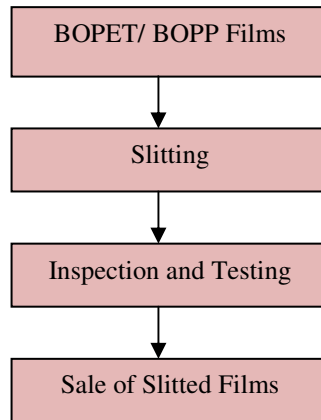 BOPET/ BOPP Films
Slitting
Inspection and Testing
Sale of Slitted Films